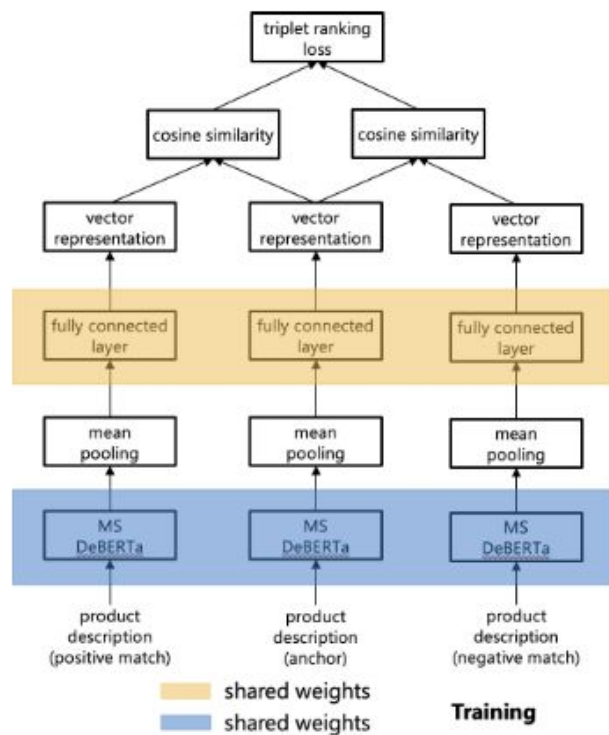 triplet ranking
loss
cosine similarity
cosine similarity
vector
representation
vector
representation
vector
representation
fully connected
layer
fully connected
layer
fully connected
layer
mean
pooling
mean
pooling
mean
pooling
MS
DeBERTa
MS
DeBERTa
MS
DeBERTa
product
description
(positive match)
product
description
(anchor)
product
description
(negative match)
shared weights
shared weights
Training